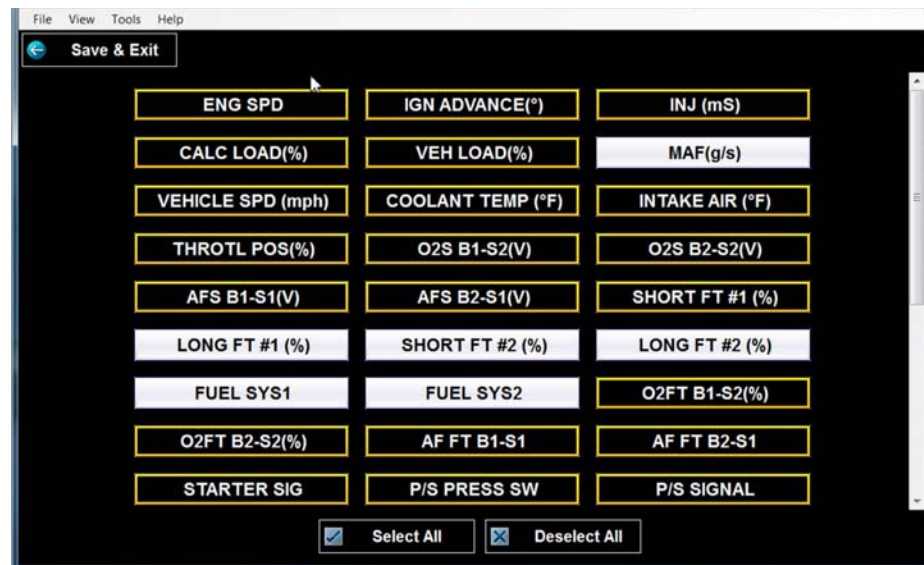 File View Tools Help
Save & Exit
ENG SPD IGN ADVANCE(°) INJ (mS)
CALC LOAD(%) VEH LOAD(%) MAF(g/s)
VEHICLE SPD (mph) COOLANT TEMP (°F) INTAKE AIR (°F)
THROTL POS(%) O2S B1-S2(V) O2S B2-S2(V)
AFS B1-S1(V) AFS B2-S1(V) SHORT FT #1 (%)
LONG FT #1 (%) SHORT FT #2 (%) LONG FT #2 (%)
FUEL SYS1 FUEL SYS2 O2FT B1-S2(%)
O2FT B2-S2(%) AF FT B1-S1 AF FT B2-S1
STARTER SIG P/S PRESS SW P/S SIGNAL
Select All Deselect All